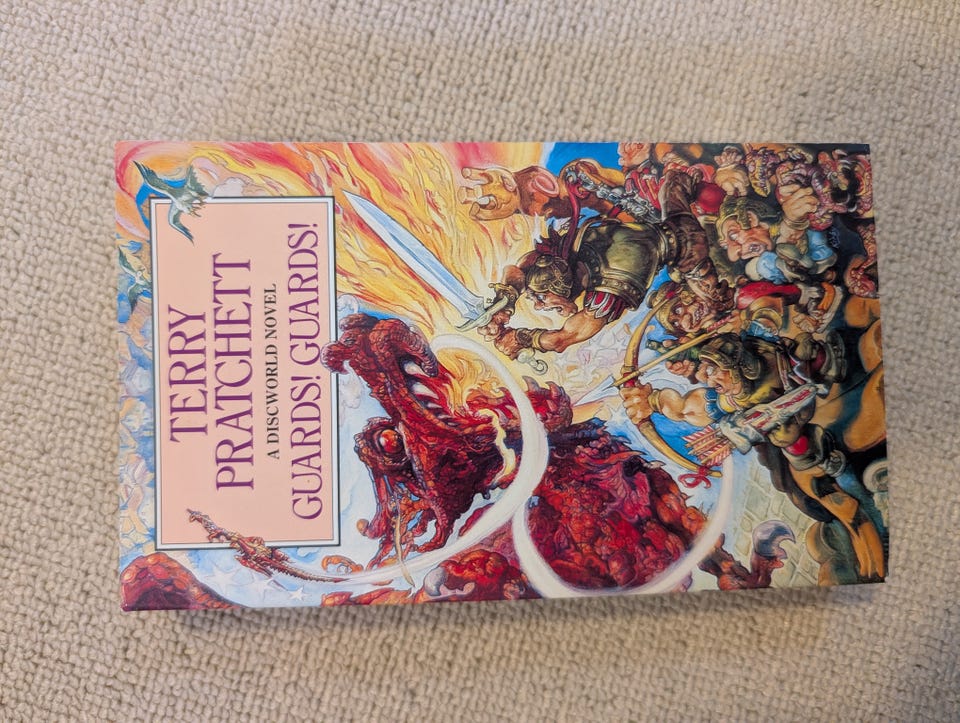 TERRY
PRATCHETT
A DISCWORLD NOVEL
GUARDS! GUARDS!